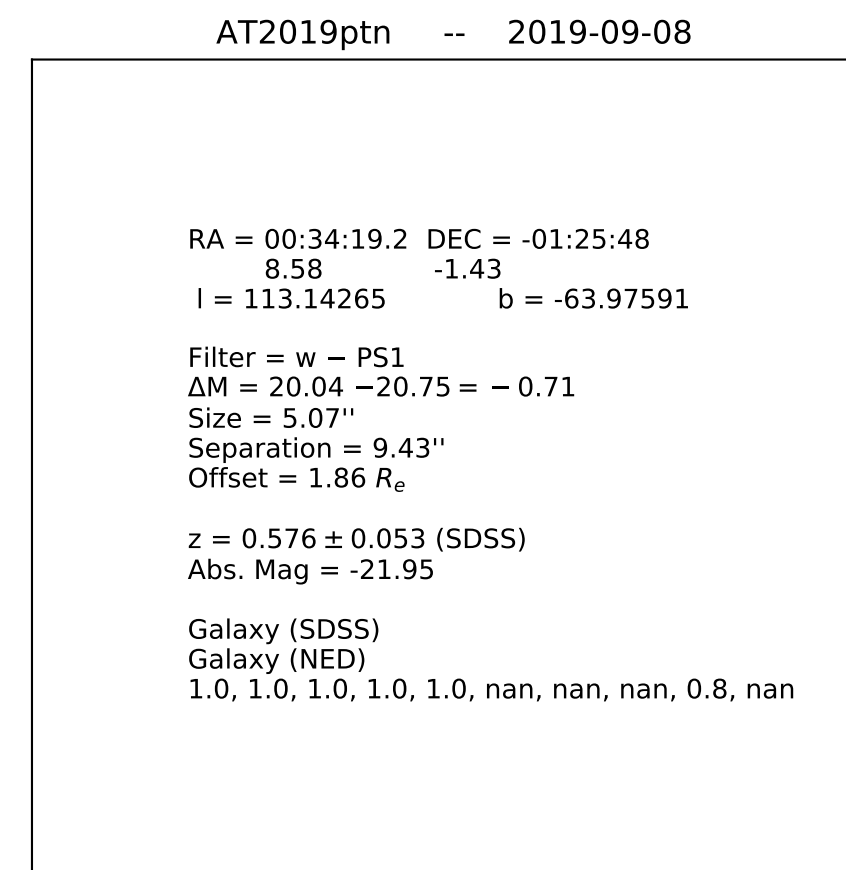 AT2019ptn -- 2019-09-08
RA = 00:34:19.2 DEC = -01:25:48
8.58 -1.43
l = 113.14265 b = -63.97591
Filter = w − PS1
ΔM = 20.04 −20.75 = − 0.71
Size = 5.07''
Separation = 9.43''
Offset = 1.86 Rₑ
z = 0.576 ± 0.053 (SDSS)
Abs. Mag = -21.95
Galaxy (SDSS)
Galaxy (NED)
1.0, 1.0, 1.0, 1.0, 1.0, nan, nan, nan, 0.8, nan